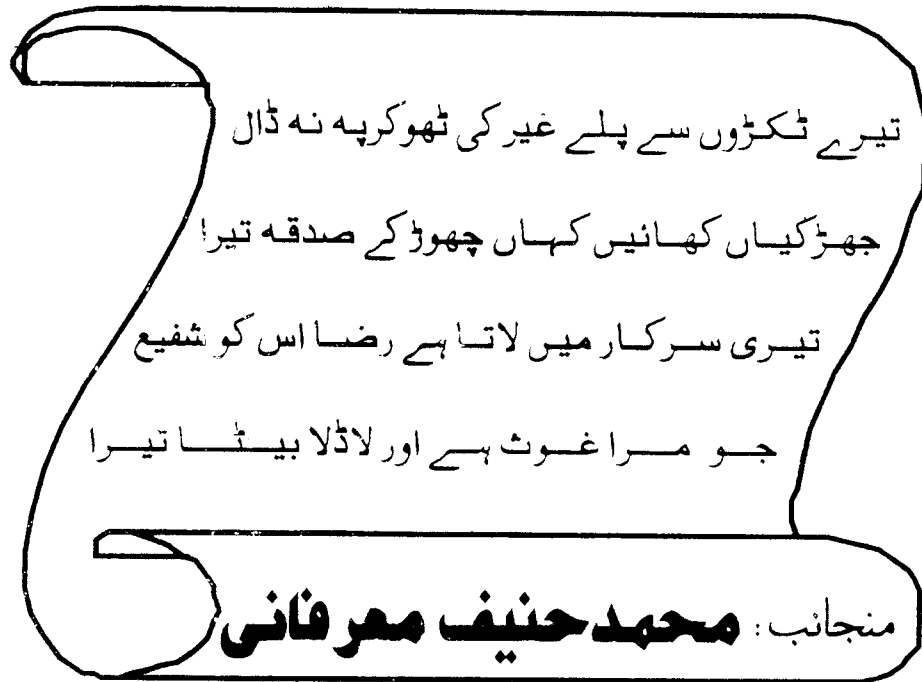 تیرے ٹکڑوں سے پلے غیر کی ٹھوکر پہ نہ ڈال
جھڑکیاں کھائیں کہاں چھوڑ کے صدقہ تیرا
تیری سرکار میں لاتا ہے رضا اس کو شفیع
جو مرا غوث ہے اور لاڈلا بیٹا تیرا
منجانب: محمد حنیف معرفانی